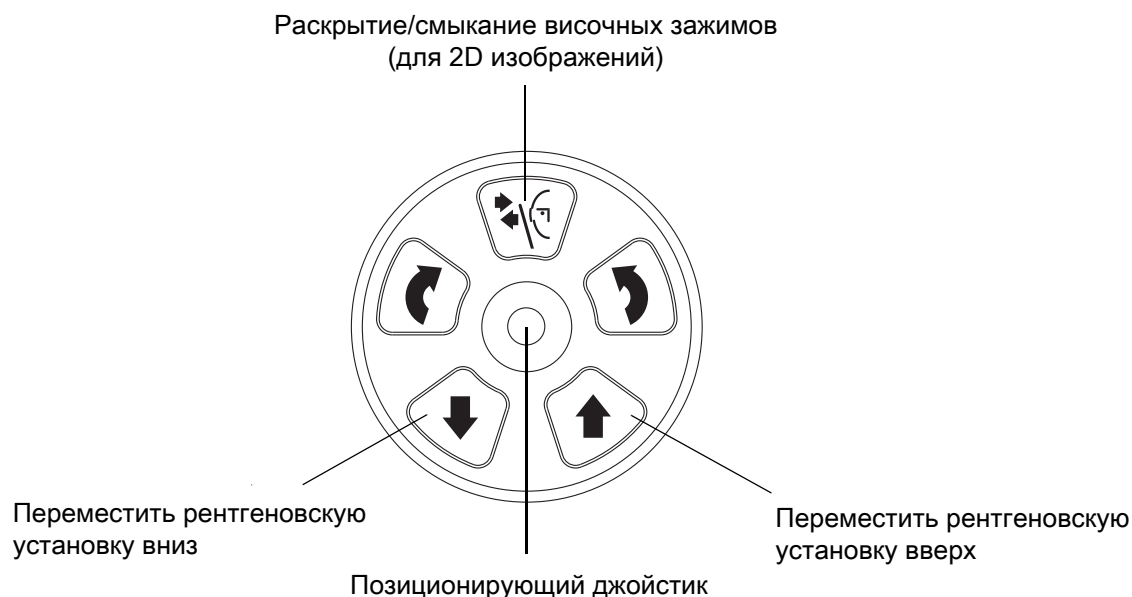 Раскрытие/смыкание височных зажимов
(для 2D изображений)
Переместить рентгеновскую
установку вниз
Переместить рентгеновскую
установку вверх
Позиционирующий джойстик